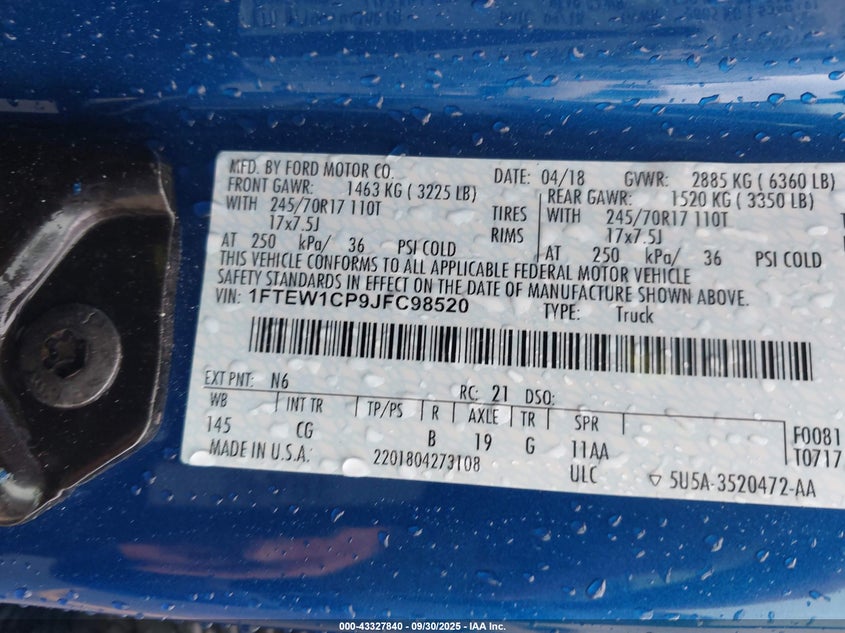 MFD. BY FORD MOTOR CO. DATE: 04/18 GVWR: 2885 KG ( 6360 LB)
FRONT GAWR: 1463 KG ( 3225 LB) REAR GAWR: 1520 KG ( 3350 LB)
WITH 245/70R17 110T TIRES WITH 245/70R17 110T
17x7.5J RIMS 17x7.5J
AT 250 kPa/ 36 PSI COLD AT 250 kPa/ 36 PSI COLD
THIS VEHICLE CONFORMS TO ALL APPLICABLE FEDERAL MOTOR VEHICLE
SAFETY STANDARDS IN EFFECT ON THE DATE OF MANUFACTURE SHOWN ABOVE.
VIN: 1FTEW1CP9JFC98520 TYPE: Truck
EXT PNT: N6 RC: 21 DSO:
WB INT TR TP/PS R AXLE TR SPR
145 CG B 19 G 11AA F0081
MADE IN U.S.A. 2201804273108 ULC T0717
5U5A-3520472-AA
000-43327840 - 09/30/2025 - IAA Inc.